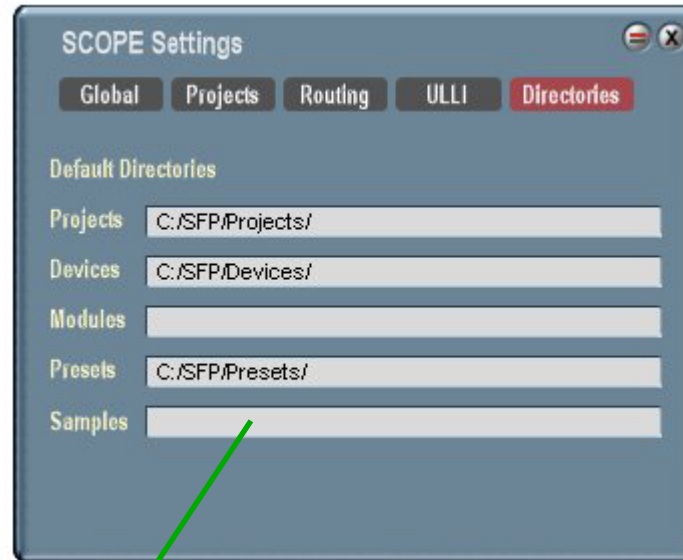 SCOPE Settings
X
Global Projects Routing ULLI Directories
Default Directories
Projects C:/SFP/Projects/
Devices C:/SFP/Devices/
Modules
Presets C:/SFP/Presets/
Samples